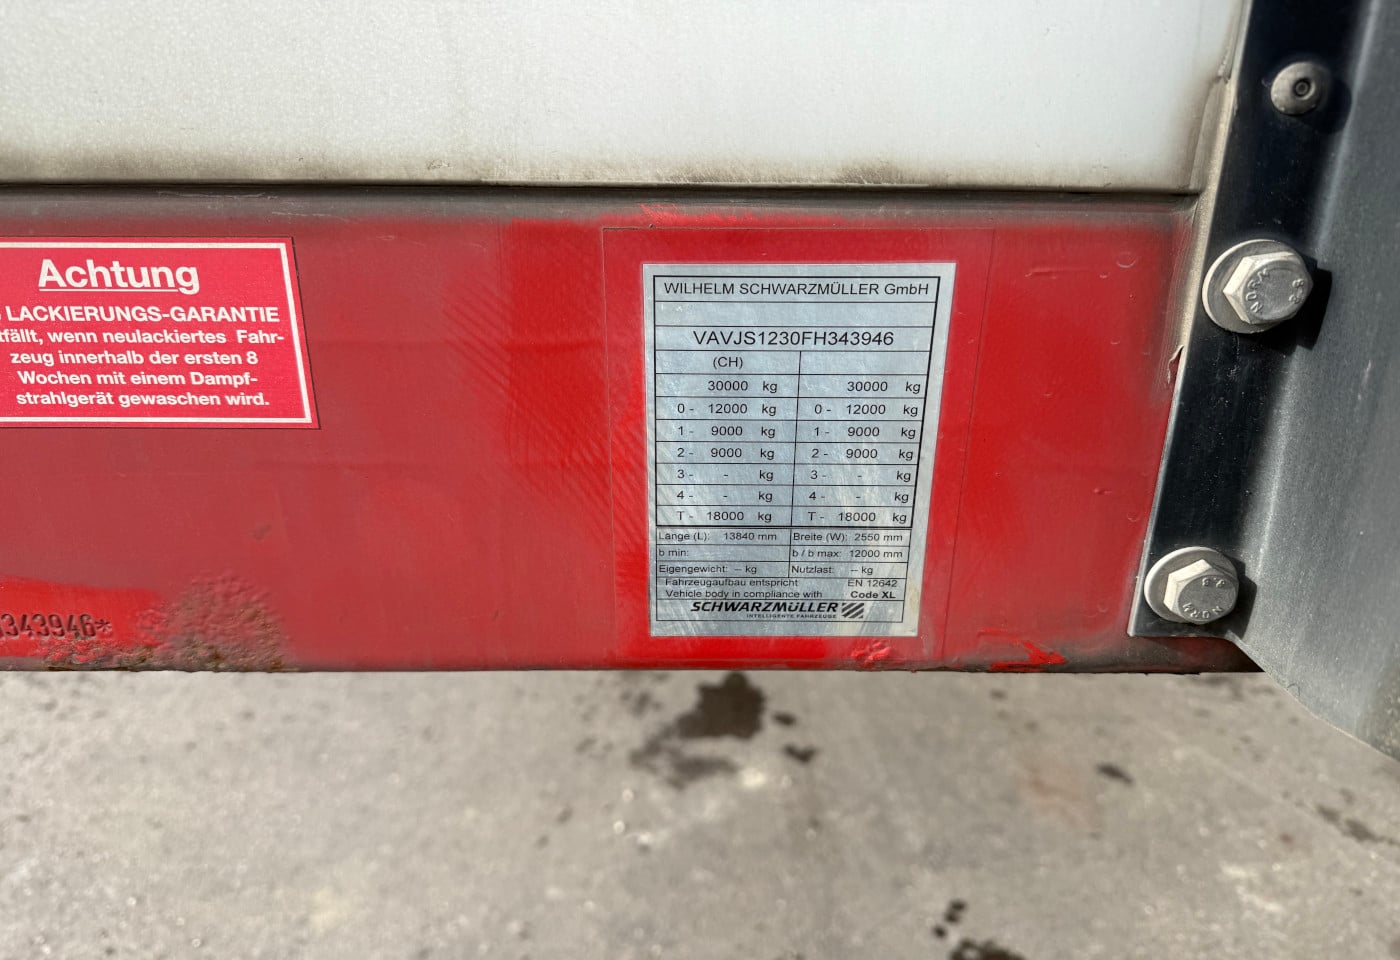 Achtung
LACKIERUNGS-GARANTIE
tfällt, wenn neulackiertes Fahr-
zeug innerhalb der ersten 8
Wochen mit einem Dampf-
strahlgerät gewaschen wird.
343946*
WILHELM SCHWARZMÜLLER GmbH
VAVJS1230FH343946
(CH)
30000 kg 30000 kg
0 - 12000 kg 0 - 12000 kg
1 - 9000 kg 1 - 9000 kg
2 - 9000 kg 2 - 9000 kg
3 - - kg 3 - - kg
4 - - kg 4 - - kg
T - 18000 kg T - 18000 kg
Länge (L): 13840 mm Breite (W): 2550 mm
b min: b / b max: 12000 mm
Eigengewicht: -- kg Nutzlast: -- kg
Fahrzeugaufbau entspricht EN 12642
Vehicle body in compliance with Code XL
SCHWARZMÜLLER
INTELLIGENTE FAHRZEUGE